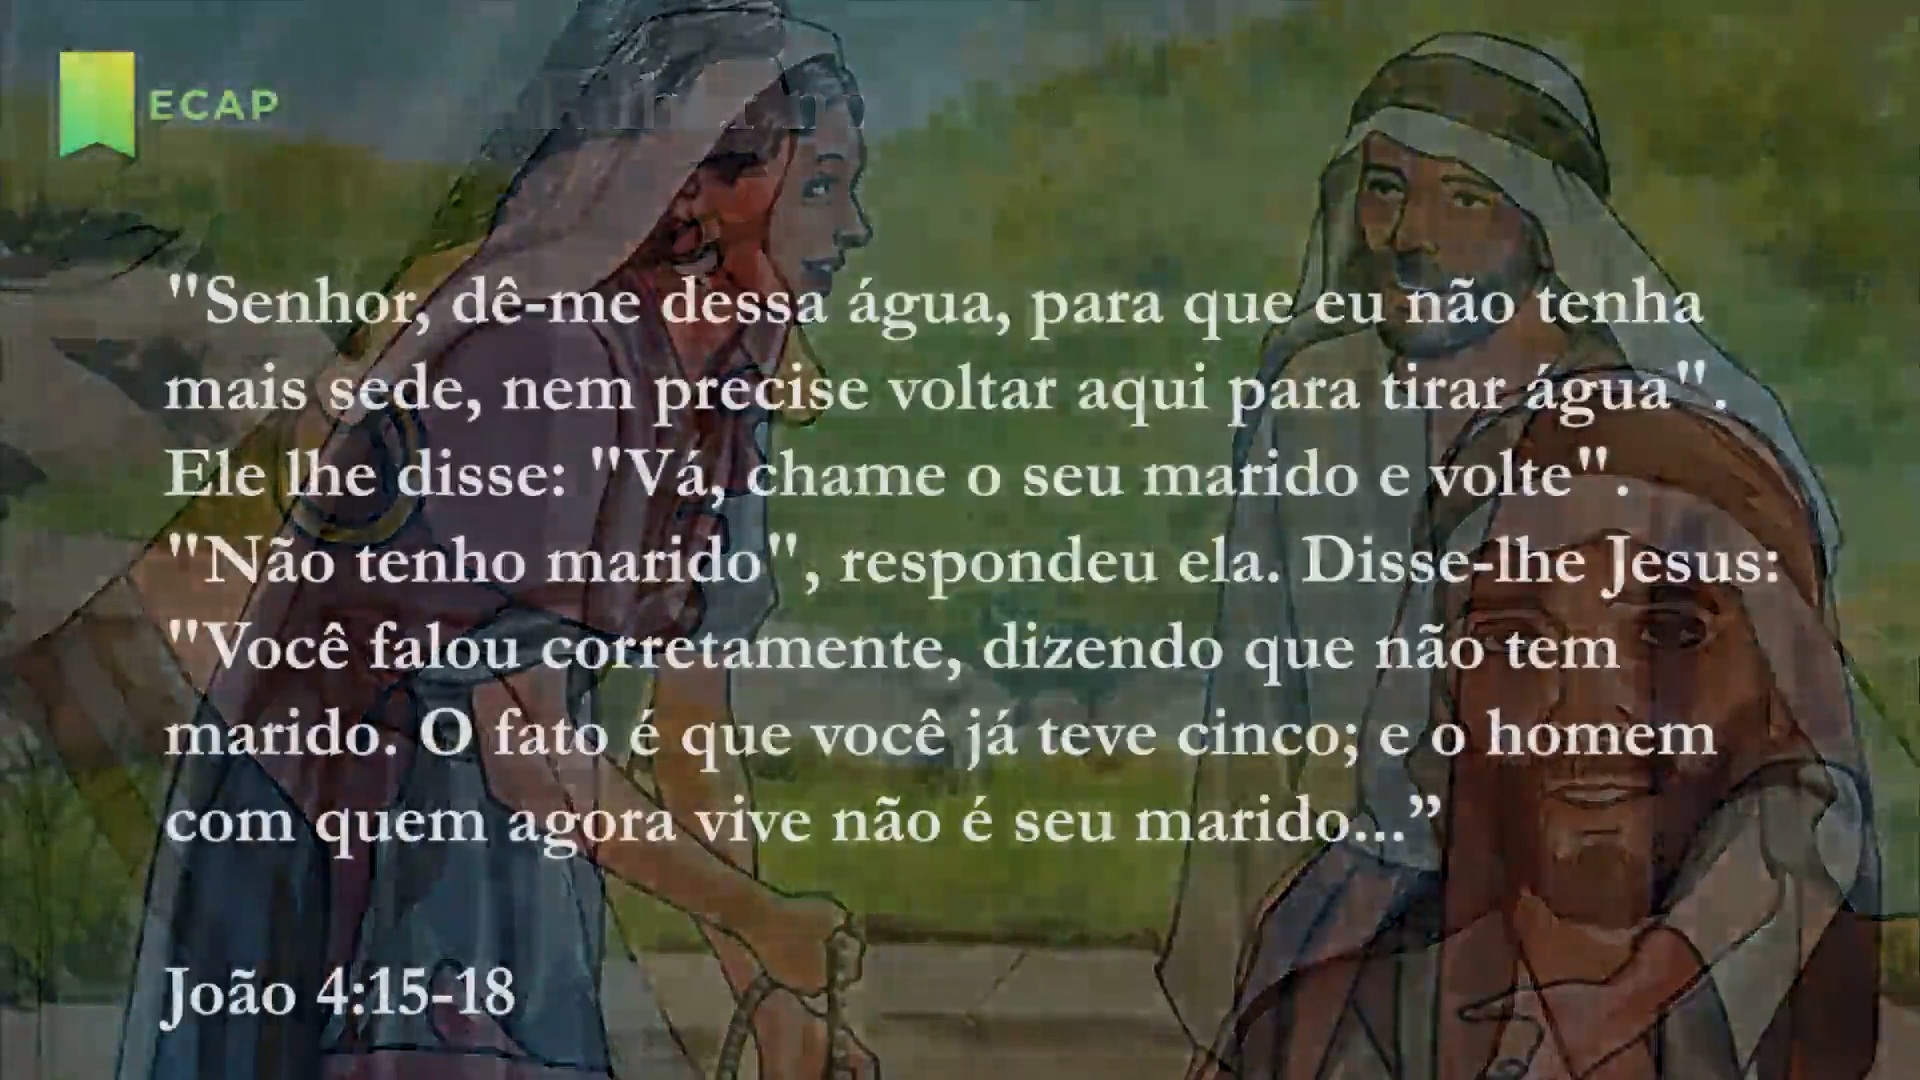 ECAP
"Senhor, dê-me dessa água, para que eu não tenha
mais sede, nem precise voltar aqui para tirar água".
Ele lhe disse: "Vá, chame o seu marido e volte".
"Não tenho marido", respondeu ela. Disse-lhe Jesus:
"Você falou corretamente, dizendo que não tem
marido. O fato é que você já teve cinco; e o homem
com quem agora vive não é seu marido...”
João 4:15-18